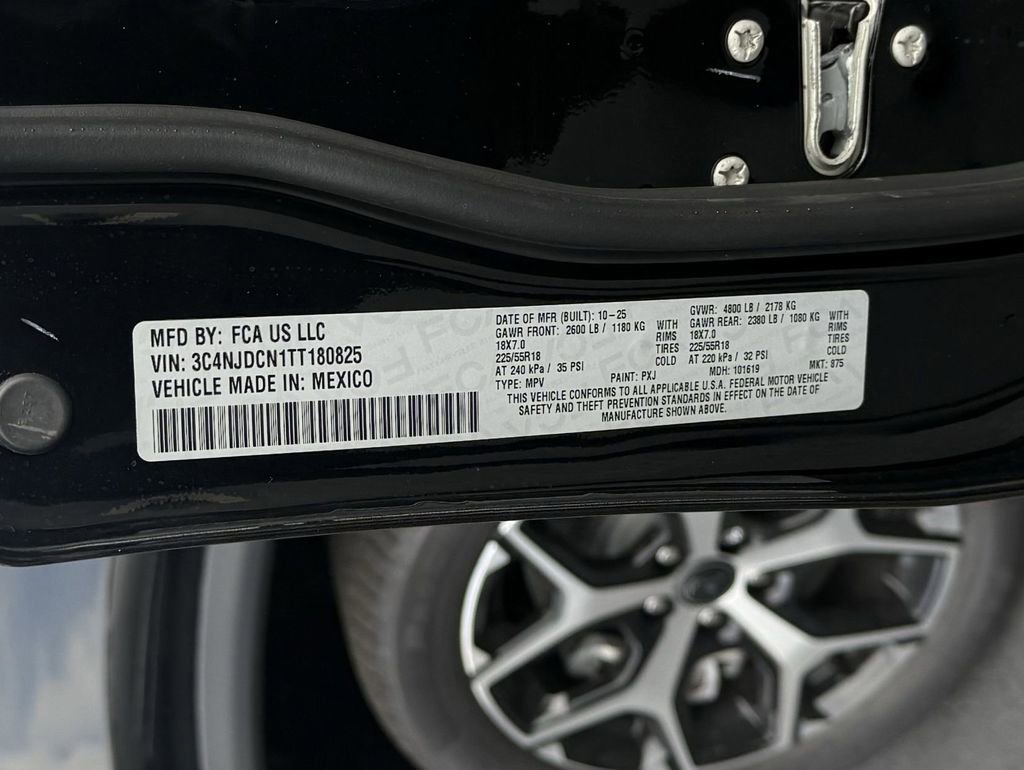 MFD BY: FCA US LLC
VIN: 3C4NJDCN1TT180825
VEHICLE MADE IN: MEXICO
DATE OF MFR (BUILT): 10-25
GAWR FRONT: 2600 LB / 1180 KG WITH
18X7.0 RIMS
225/55R18 TIRES
AT 240 kPa / 35 PSI COLD
TYPE: MPV
PAINT: PXJ
GVWR: 4800 LB / 2178 KG
GAWR REAR: 2380 LB / 1080 KG WITH
18X7.0 RIMS
225/55R18 TIRES
AT 220 kPa / 32 PSI COLD
MDH: 101619
MKT: 875
THIS VEHICLE CONFORMS TO ALL APPLICABLE U.S.A. FEDERAL MOTOR VEHICLE
SAFETY AND THEFT PREVENTION STANDARDS IN EFFECT ON THE DATE OF
MANUFACTURE SHOWN ABOVE.